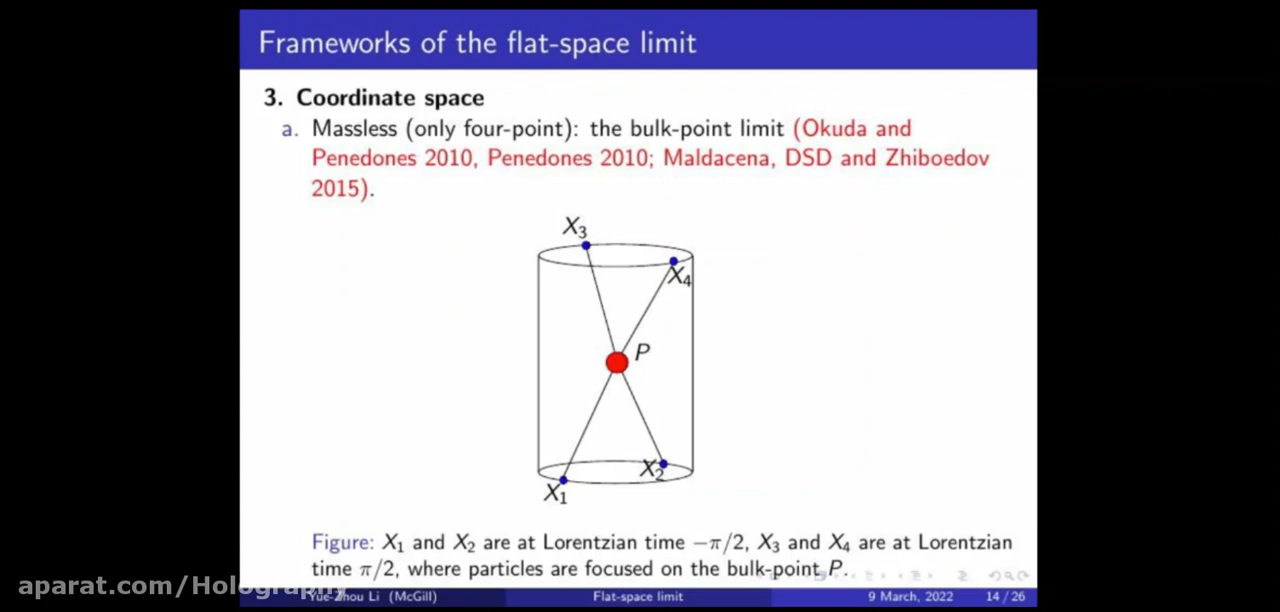 Frameworks of the flat-space limit
3. Coordinate space
a. Massless (only four-point): the bulk-point limit (Okuda and
Penedones 2010, Penedones 2010; Maldacena, DSD and Zhiboedov
2015).
X3
X4
P
X2
X1
Figure: X1 and X2 are at Lorentzian time −π/2, X3 and X4 are at Lorentzian
time π/2, where particles are focused on the bulk-point P.
aparat.com/Holography
Yue-Zhou Li (McGill) Flat-space limit 9 March, 2022 14 / 26